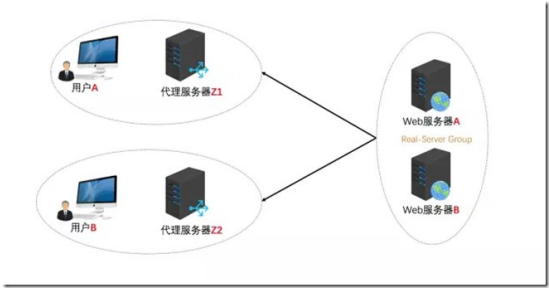 用户A
代理服务器Z1
Web服务器A
Real-Server Group
Web服务器B
用户B
代理服务器Z2